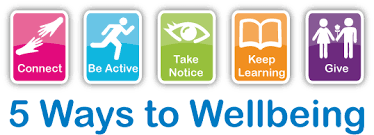 Connect
Be Active
Take
Notice
Keep
Learning
Give
5 Ways to Wellbeing